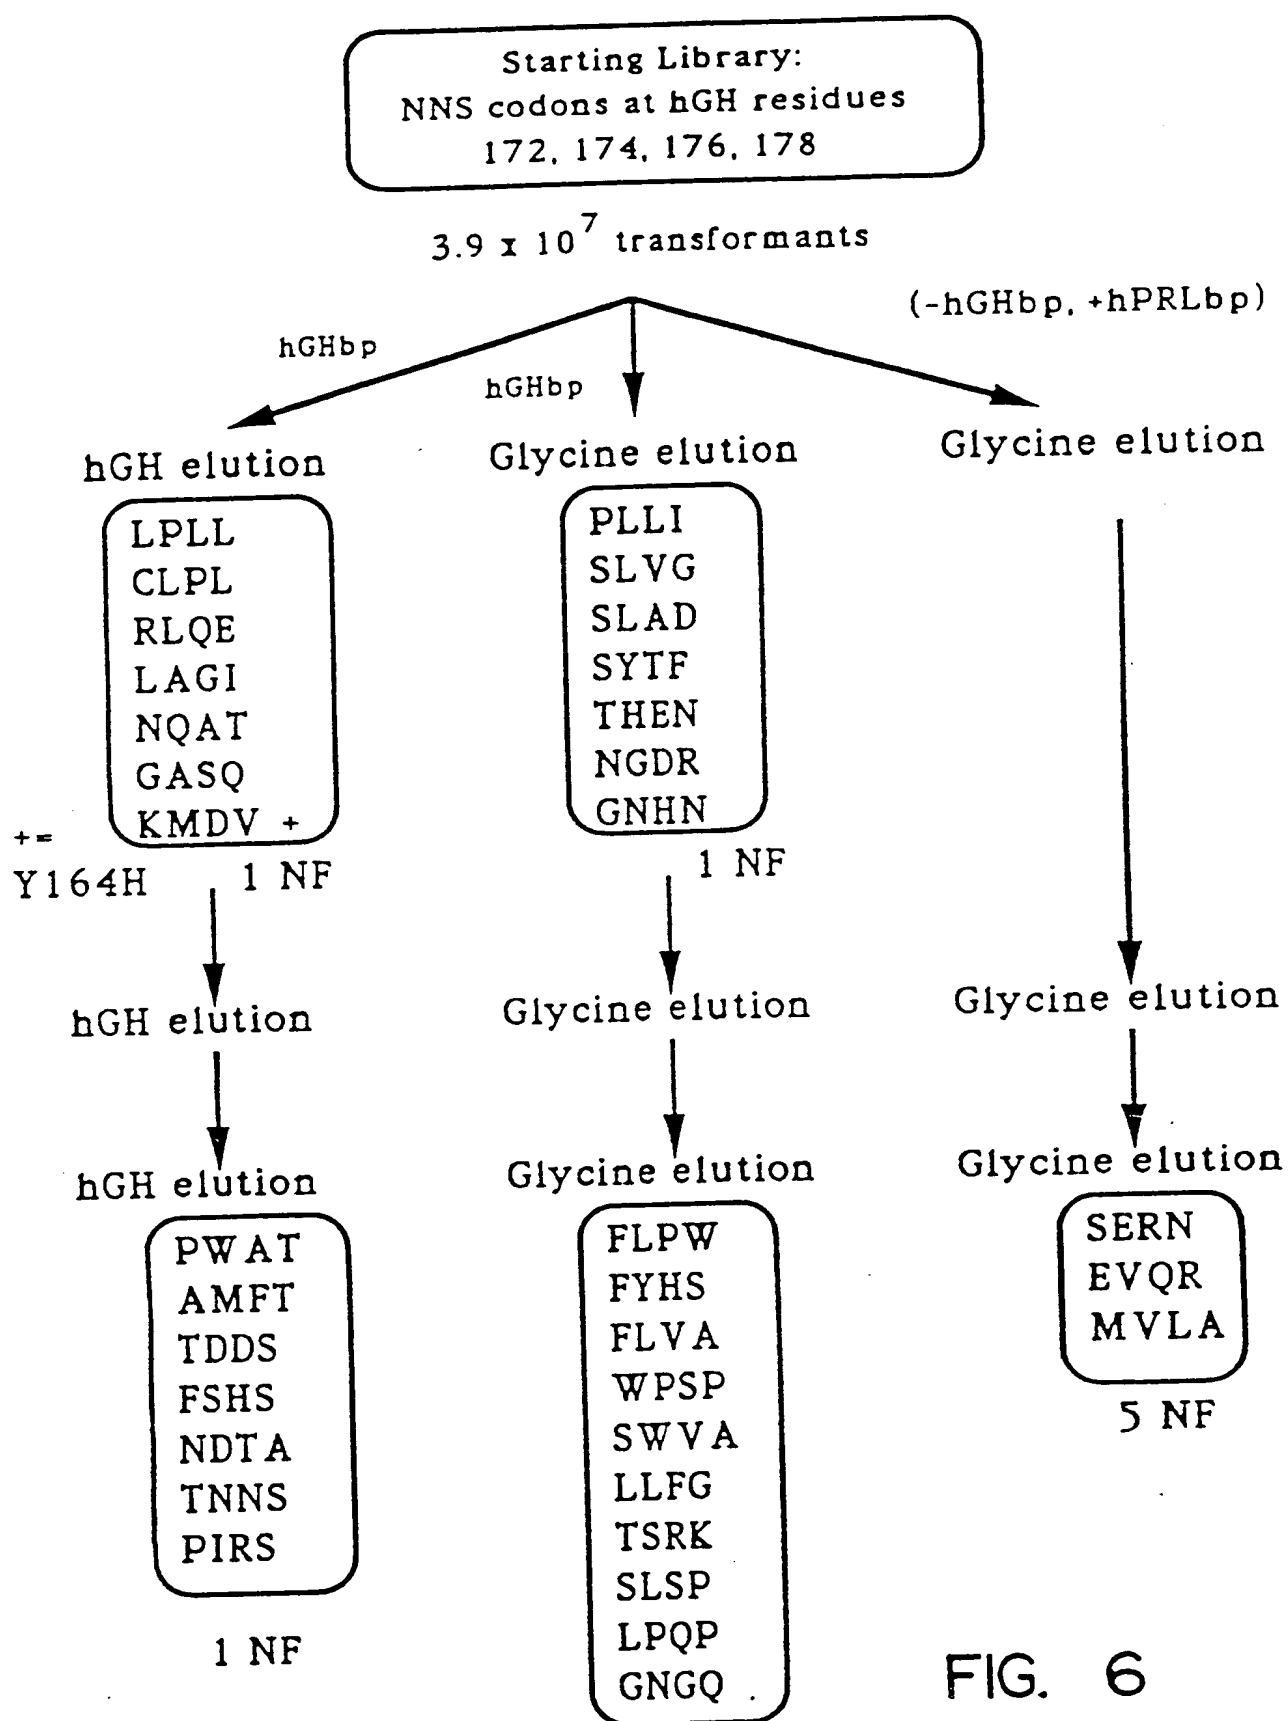 Starting Library:
NNS codons at hGH residues
172, 174, 176, 178
3.9 x 10^7 transformants
(-hGHbp, +hPRLbp)
hGHbp
hGHbp
hGH elution
LPLL
CLPL
RLQE
LAGI
NQAT
GASQ
KMDV +
+=
Y164H
1 NF
hGH elution
hGH elution
PWAT
AMFT
TDDS
FSHS
NDTA
TNNS
PIRS
1 NF
Glycine elution
PLLI
SLVG
SLAD
SYTF
THEN
NGDR
GNHN
1 NF
Glycine elution
Glycine elution
FLPW
FYHS
FLVA
WPSP
SWVA
LLFG
TSRK
SLSP
LPQP
GNGQ
Glycine elution
Glycine elution
Glycine elution
SERN
EVQR
MVLA
5 NF
FIG. 6